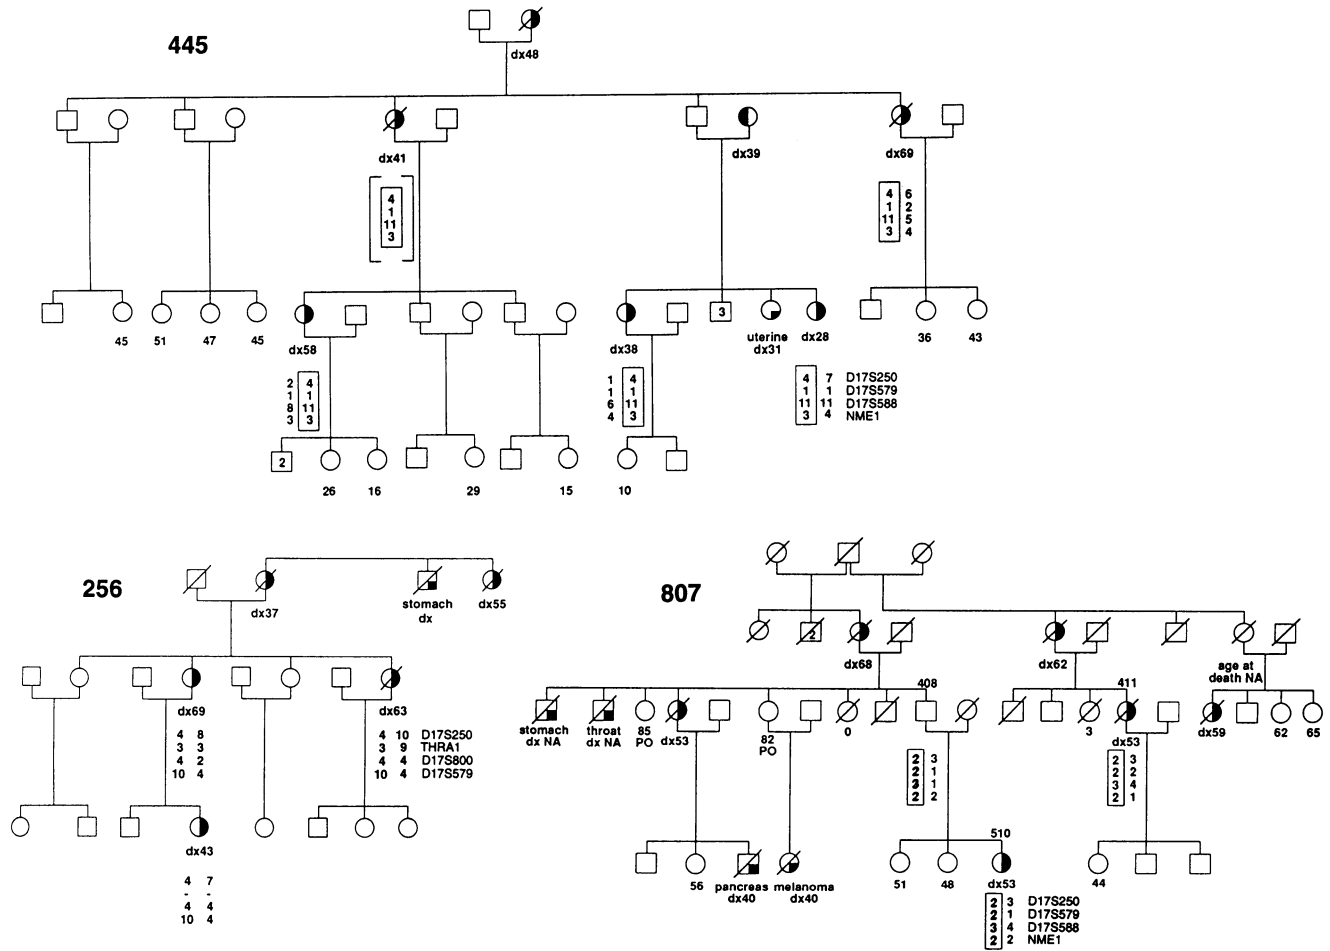 445
dx48
dx41
dx39
dx69
4
1
11
3
4 6
1 2
11 5
3 4
45 51 47 45
dx58
dx38
3
uterine
dx31
dx28
36 43
2 4
1 1
8 11
3 3
1 4
1 1
6 11
4 3
4 7 D17S250
1 1 D17S579
11 11 D17S588
3 4 NME1
2
26 16 29 15 10
256
dx37
stomach
dx
dx55
dx69
dx63
4 8
3 3
4 2
10 4
4 10 D17S250
3 9 THRA1
4 4 D17S800
10 4 D17S579
dx43
4 7
-
4 4
10 4
807
2
dx68
dx62
age at
death NA
408
411
stomach
dx NA
throat
dx NA
85
PO
dx53
82
PO
0
3
dx53
dx59
62 65
2 3
2 1
3 1
2 2
2 3
2 2
3 4
2 1
510
56
pancreas
dx40
melanoma
dx40
51 48
dx53
44
2 3 D17S250
2 1 D17S579
3 4 D17S588
2 2 NME1